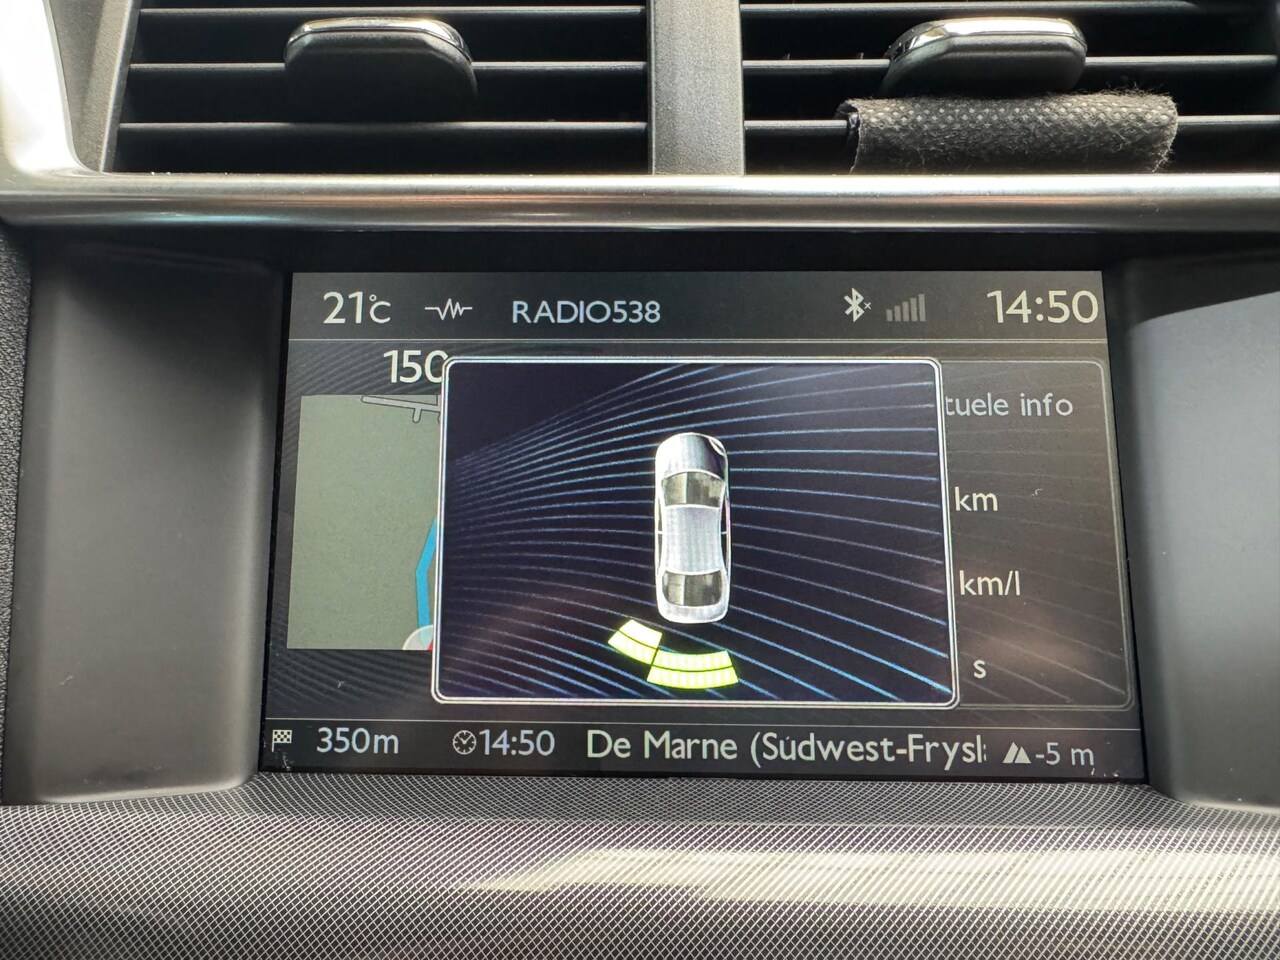 21°C RADIO538 14:50
150
tuele info
km
km/l
s
350m 14:50 De Marne (Súdwest-Frysl -5 m